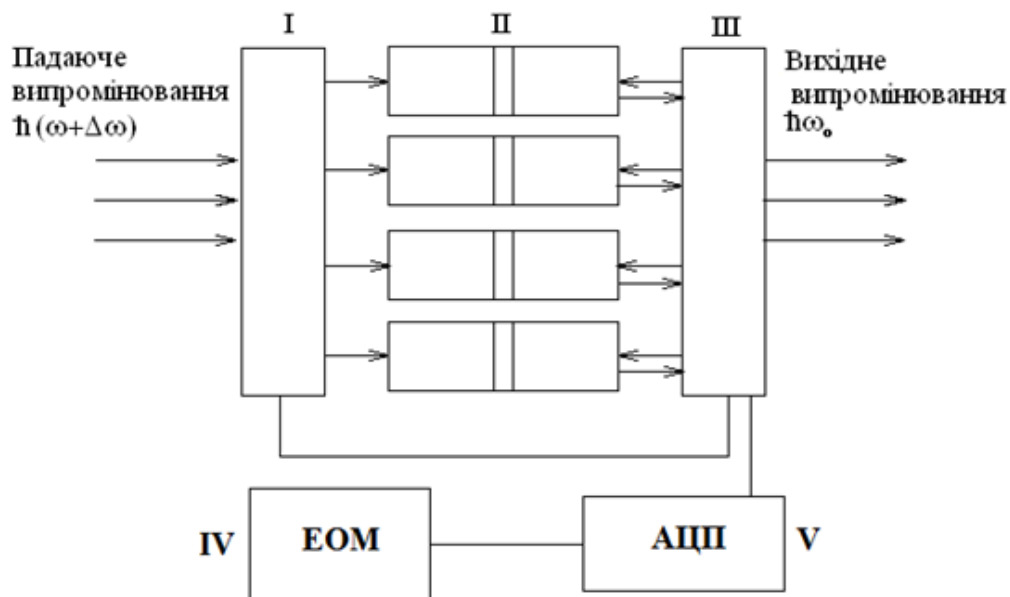 I
II
III
Падаюче
випромінювання
ħ (ω+Δω)
Вихідне
випромінювання
ħω₀
IV
ЕОМ
АЦП
V